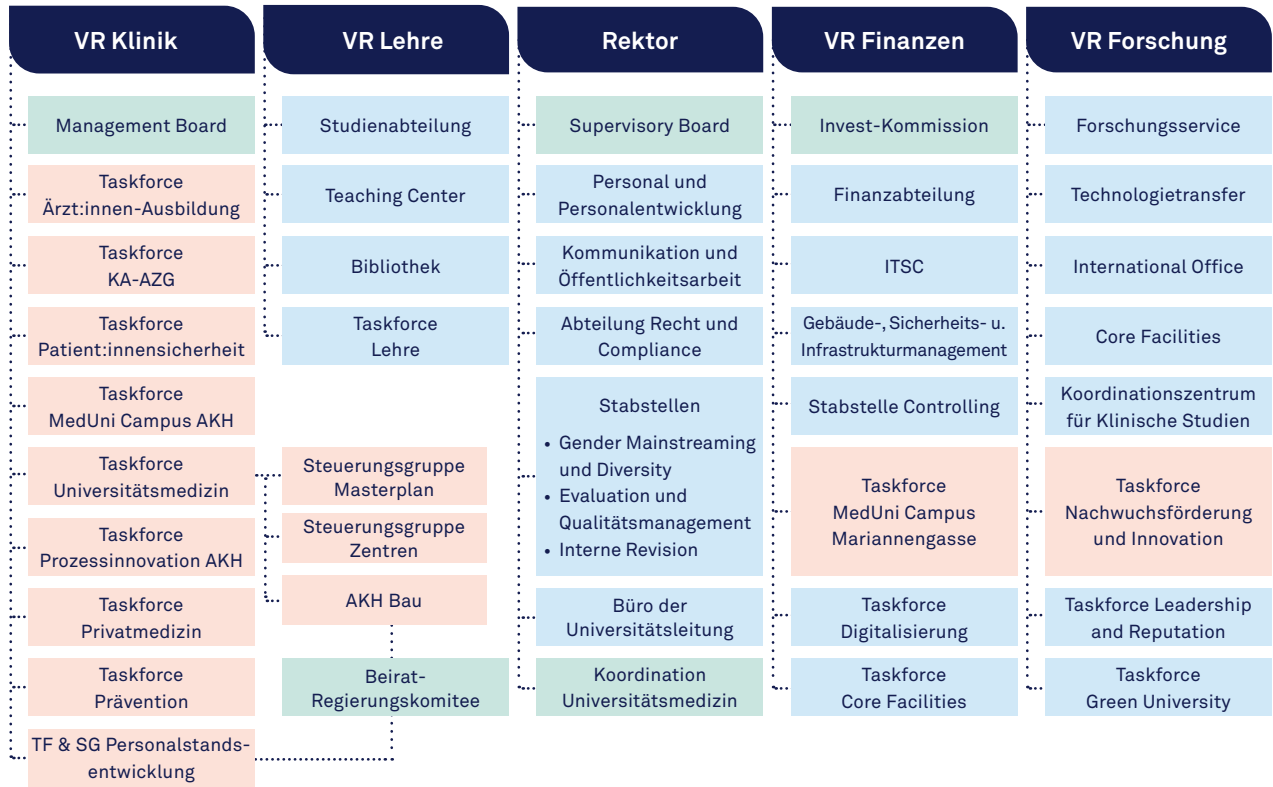 VR Klinik
Management Board
Taskforce
Ärzt:innen-Ausbildung
Taskforce
KA-AZG
Taskforce
Patient:innensicherheit
Taskforce
MedUni Campus AKH
Taskforce
Universitätsmedizin
Taskforce
Prozessinnovation AKH
Taskforce
Privatmedizin
Taskforce
Prävention
TF & SG Personalstands-
entwicklung
VR Lehre
Studienabteilung
Teaching Center
Bibliothek
Taskforce
Lehre
Steuerungsgruppe
Masterplan
Steuerungsgruppe
Zentren
AKH Bau
Beirat-
Regierungskomitee
Rektor
Supervisory Board
Personal und
Personalentwicklung
Kommunikation und
Öffentlichkeitsarbeit
Abteilung Recht und
Compliance
Stabstellen
• Gender Mainstreaming
und Diversity
• Evaluation und
Qualitätsmanagement
• Interne Revision
Büro der
Universitätsleitung
Koordination
Universitätsmedizin
VR Finanzen
Invest-Kommission
Finanzabteilung
ITSC
Gebäude-, Sicherheits- u.
Infrastrukturmanagement
Stabstelle Controlling
Taskforce
MedUni Campus
Mariannengasse
Taskforce
Digitalisierung
Taskforce
Core Facilities
VR Forschung
Forschungsservice
Technologietransfer
International Office
Core Facilities
Koordinationszentrum
für Klinische Studien
Taskforce
Nachwuchsförderung
und Innovation
Taskforce Leadership
and Reputation
Taskforce
Green University